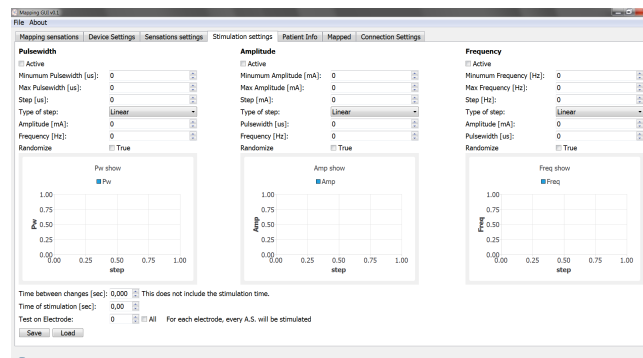 Mapping GUI v0.1
File About
Mapping sensations Device Settings Sensations settings Stimulation settings Patient Info Mapped Connection Settings
Pulsewidth Amplitude Frequency
Active Active Active
Minumum Pulsewidth [us]: 0 Minumum Amplitude [mA]: 0 Minumum Frequency [Hz]: 0
Max Pulsewidth [us]: 0 Max Amplitude [mA]: 0 Max Frequency [Hz]: 0
Step [us]: 0 Step [mA]: 0 Step [Hz]: 0
Type of step: Linear Type of step: Linear Type of step: Linear
Amplitude [mA]: 0 Pulsewidth [us]: 0 Amplitude [mA]: 0
Frequency [Hz]: 0 Frequency [Hz]: 0 Pulsewidth [us]: 0
Randomize True Randomize True Randomize True
Pw show Amp show Freq show
Pw Amp Freq
1.00 1.00 1.00
0.75 0.75 0.75
Pw 0.50 Amp 0.50 Freq 0.50
0.25 0.25 0.25
0.00 0.00 0.00
0.00 0.25 0.50 0.75 1.00 0.00 0.25 0.50 0.75 1.00 0.00 0.25 0.50 0.75 1.00
step step step
Time between changes [sec]: 0,000 This does not include the stimulation time.
Time of stimulation [sec]: 0,00
Test on Electrode: 0 All For each electrode, every A.S. will be stimulated
Save Load